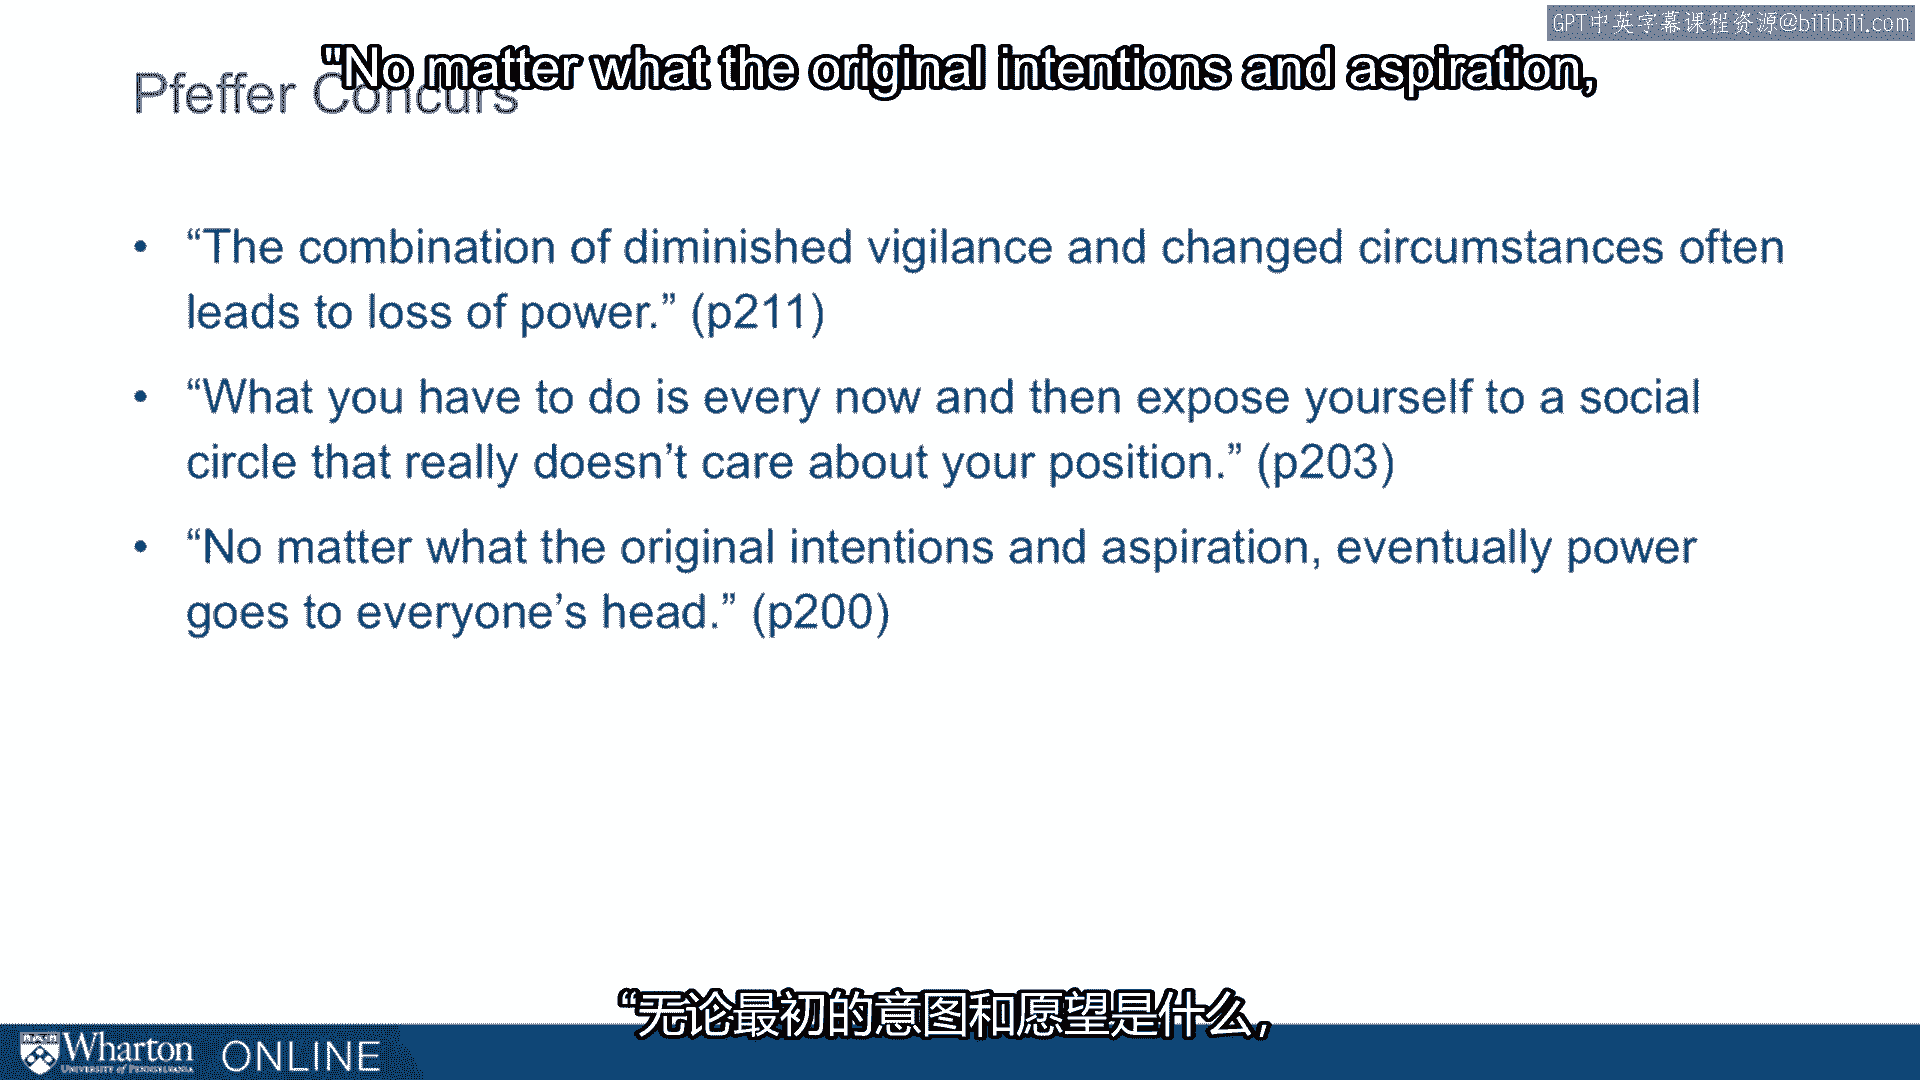 GPT中英字幕课程资源@bilibili.com
"No matter what the original intentions and aspiration,
Pfeffer Concurs
• “The combination of diminished vigilance and changed circumstances often
leads to loss of power.” (p211)
• “What you have to do is every now and then expose yourself to a social
circle that really doesn’t care about your position.” (p203)
• “No matter what the original intentions and aspiration, eventually power
goes to everyone’s head.” (p200)
“无论最初的意图和愿望是什么，
Wharton
UNIVERSITY of PENNSYLVANIA
ONLINE